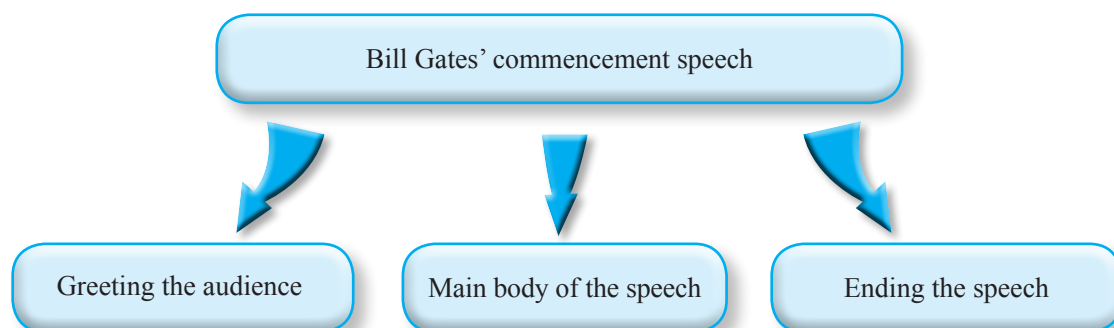 Bill Gates’ commencement speech
Greeting the audience
Main body of the speech
Ending the speech